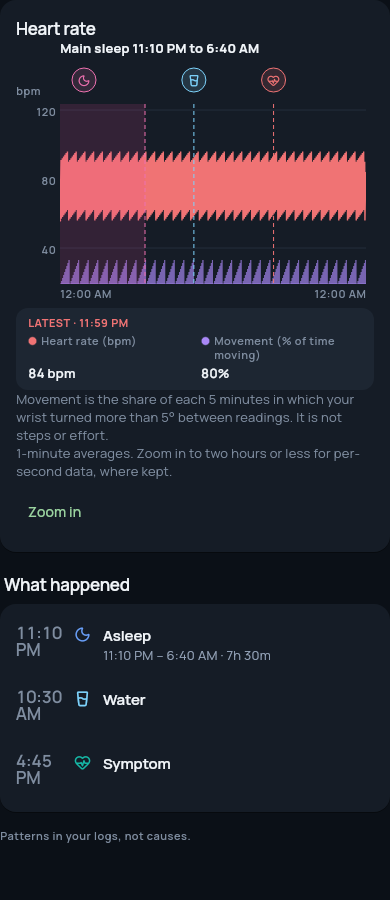 Heart rate
Main sleep 11:10 PM to 6:40 AM
bpm
120
80
40
12:00 AM
12:00 AM
LATEST · 11:59 PM
Heart rate (bpm)
Movement (% of time
moving)
84 bpm
80%
Movement is the share of each 5 minutes in which your
wrist turned more than 5° between readings. It is not
steps or effort.
1-minute averages. Zoom in to two hours or less for per-
second data, where kept.
Zoom in
What happened
11:10
PM
Asleep
11:10 PM – 6:40 AM · 7h 30m
10:30
AM
Water
4:45
PM
Symptom
Patterns in your logs, not causes.